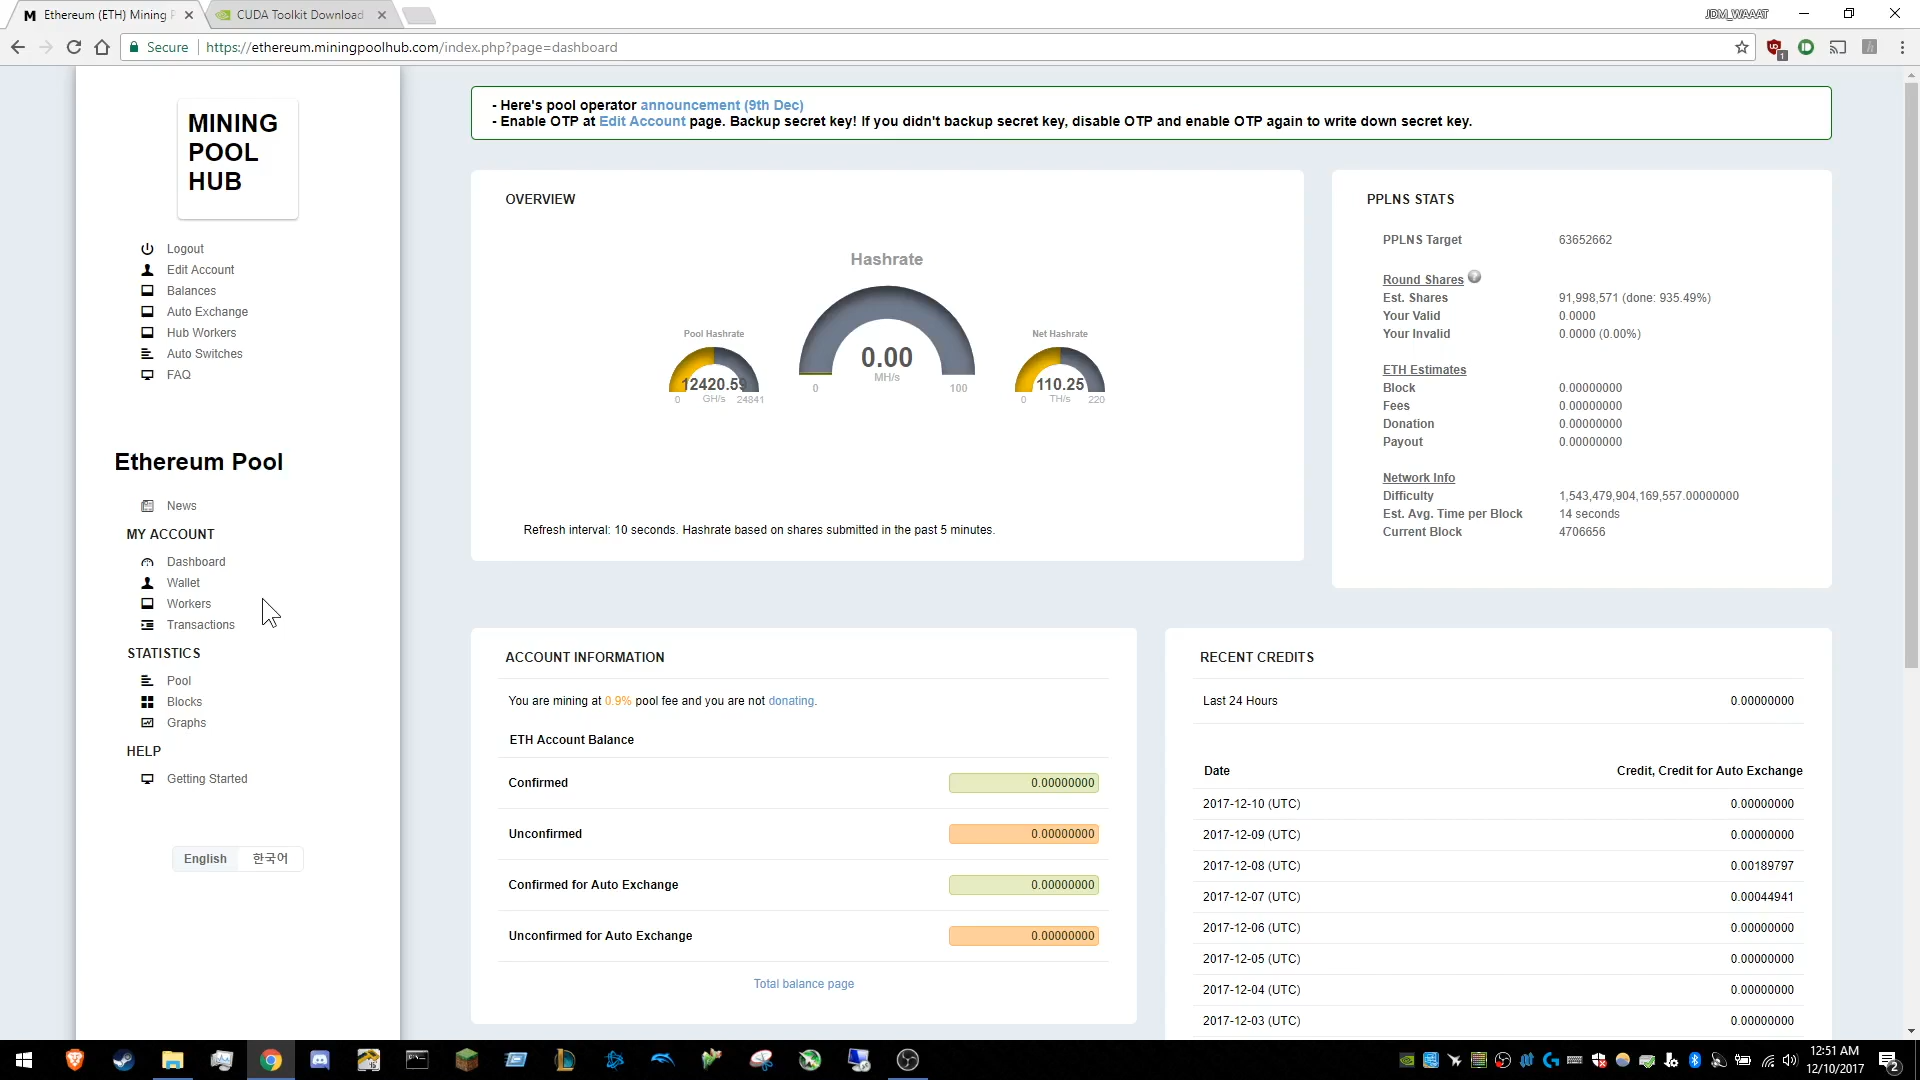 Ethereum (ETH) Mining P
CUDA Toolkit Download
JDM_WAAAT
Secure
https://ethereum.miningpoolhub.com/index.php?page=dashboard
MINING
POOL
HUB
Logout
Edit Account
Balances
Auto Exchange
Hub Workers
Auto Switches
FAQ
Ethereum Pool
News
MY ACCOUNT
Dashboard
Wallet
Workers
Transactions
STATISTICS
Pool
Blocks
Graphs
HELP
Getting Started
English 한국어
- Here's pool operator announcement (9th Dec)
- Enable OTP at Edit Account page. Backup secret key! If you didn't backup secret key, disable OTP and enable OTP again to write down secret key.
OVERVIEW
Hashrate
Pool Hashrate
12420.59
0 GH/s 24841
0.00
MH/s
0 100
Net Hashrate
110.25
0 TH/s 220
Refresh interval: 10 seconds. Hashrate based on shares submitted in the past 5 minutes.
PPLNS STATS
PPLNS Target 63652662
Round Shares
Est. Shares 91,998,571 (done: 935.49%)
Your Valid 0.0000
Your Invalid 0.0000 (0.00%)
ETH Estimates
Block 0.00000000
Fees 0.00000000
Donation 0.00000000
Payout 0.00000000
Network Info
Difficulty 1,543,479,904,169,557.00000000
Est. Avg. Time per Block 14 seconds
Current Block 4706656
ACCOUNT INFORMATION
You are mining at 0.9% pool fee and you are not donating.
ETH Account Balance
Confirmed 0.00000000
Unconfirmed 0.00000000
Confirmed for Auto Exchange 0.00000000
Unconfirmed for Auto Exchange 0.00000000
Total balance page
RECENT CREDITS
Last 24 Hours 0.00000000
Date Credit, Credit for Auto Exchange
2017-12-10 (UTC) 0.00000000
2017-12-09 (UTC) 0.00000000
2017-12-08 (UTC) 0.00189797
2017-12-07 (UTC) 0.00044941
2017-12-06 (UTC) 0.00000000
2017-12-05 (UTC) 0.00000000
2017-12-04 (UTC) 0.00000000
2017-12-03 (UTC) 0.00000000
12:51 AM
12/10/2017
2